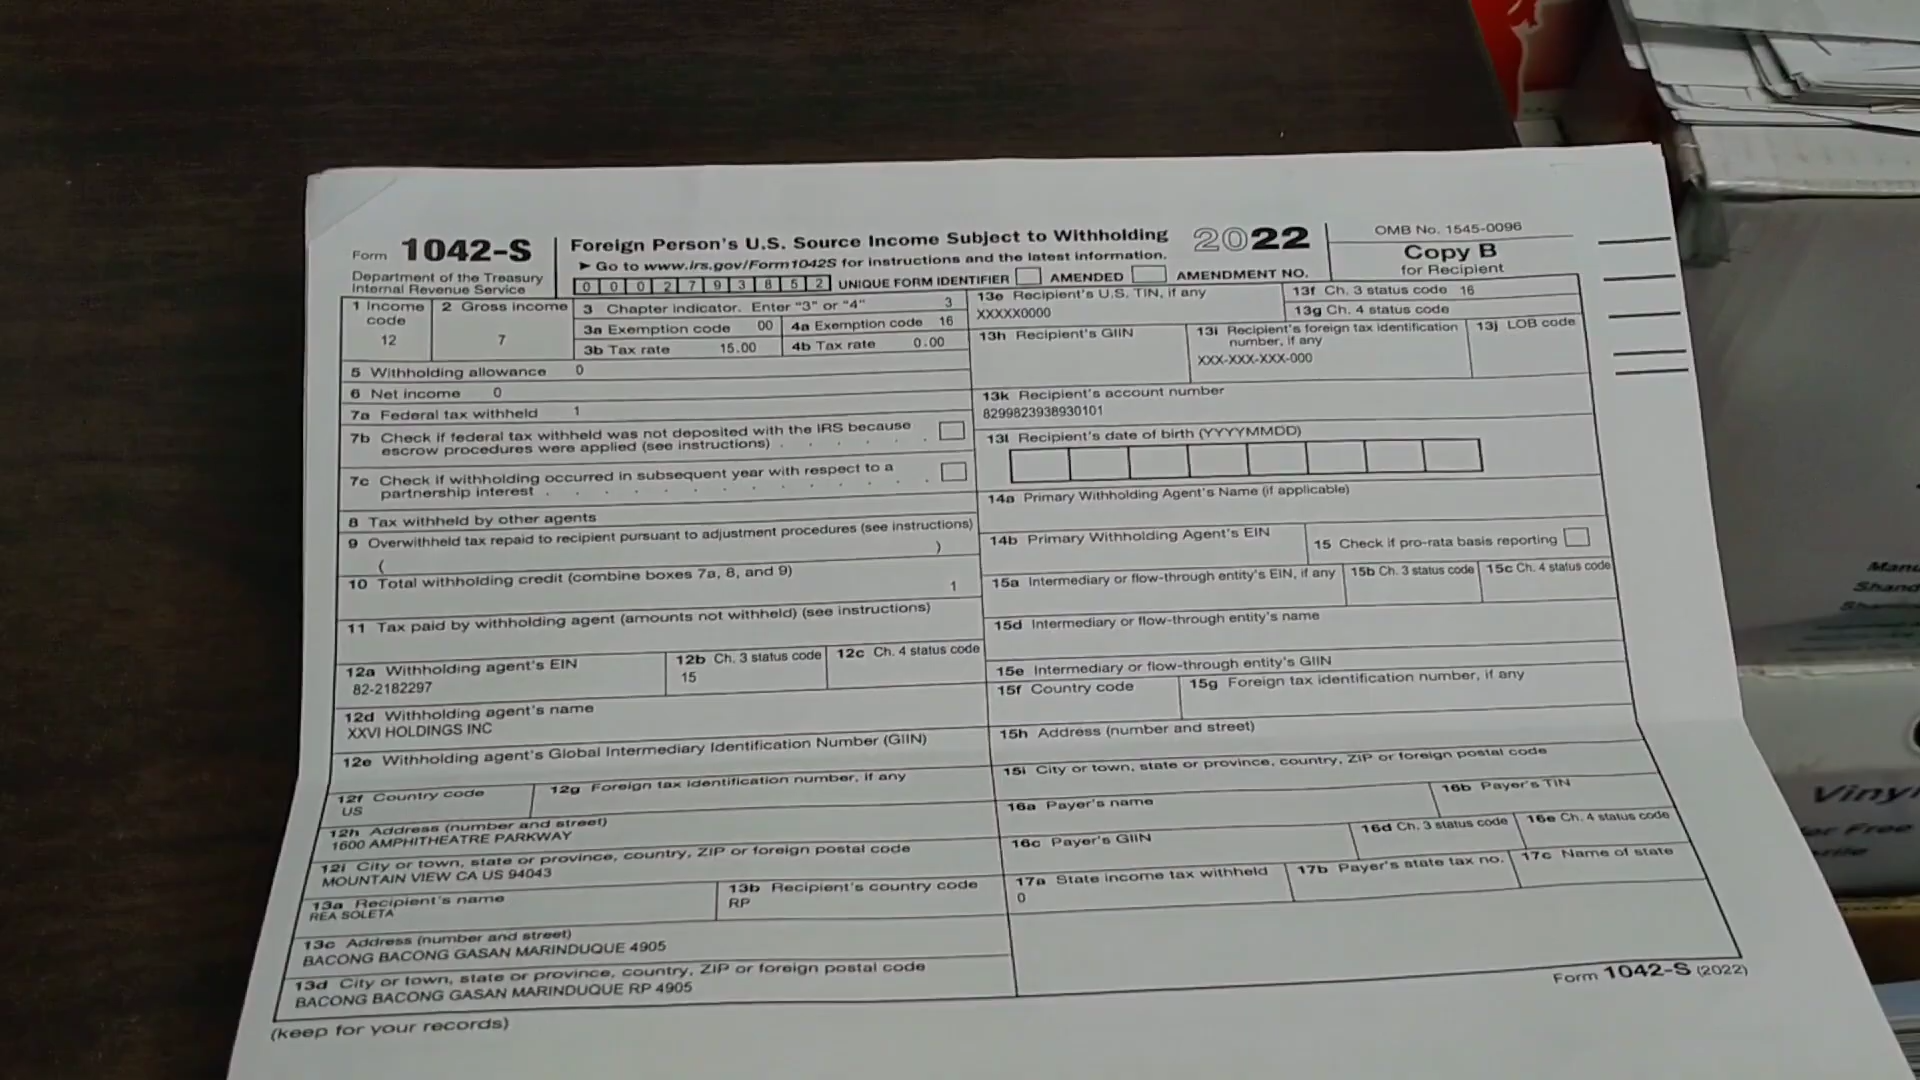 Form 1042-S
Department of the Treasury
Internal Revenue Service
Foreign Person's U.S. Source Income Subject to Withholding
► Go to www.irs.gov/Form1042S for instructions and the latest information.
2022
OMB No. 1545-0096
Copy B
for Recipient
0 0 0 2 7 9 3 8 5 2 UNIQUE FORM IDENTIFIER AMENDED AMENDMENT NO.
1 Income code
12
2 Gross income
7
3 Chapter indicator. Enter "3" or "4" 3
3a Exemption code 00
4a Exemption code 16
3b Tax rate 15.00
4b Tax rate 0.00
5 Withholding allowance 0
6 Net income 0
7a Federal tax withheld 1
7b Check if federal tax withheld was not deposited with the IRS because
escrow procedures were applied (see instructions)
7c Check if withholding occurred in subsequent year with respect to a
partnership interest
8 Tax withheld by other agents
9 Overwithheld tax repaid to recipient pursuant to adjustment procedures (see instructions)
( )
10 Total withholding credit (combine boxes 7a, 8, and 9)
1
11 Tax paid by withholding agent (amounts not withheld) (see instructions)
12a Withholding agent's EIN
82-2182297
12b Ch. 3 status code
15
12c Ch. 4 status code
12d Withholding agent's name
XXVI HOLDINGS INC
12e Withholding agent's Global Intermediary Identification Number (GIIN)
12f Country code
US
12g Foreign tax identification number, if any
12h Address (number and street)
1600 AMPHITHEATRE PARKWAY
12i City or town, state or province, country, ZIP or foreign postal code
MOUNTAIN VIEW CA US 94043
13a Recipient's name
REA SOLETA
13b Recipient's country code
RP
13c Address (number and street)
BACONG BACONG GASAN MARINDUQUE 4905
13d City or town, state or province, country, ZIP or foreign postal code
BACONG BACONG GASAN MARINDUQUE RP 4905
(keep for your records)
13e Recipient's U.S. TIN, if any
XXXXX0000
13f Ch. 3 status code 16
13g Ch. 4 status code
13h Recipient's GIIN
13i Recipient's foreign tax identification
number, if any
XXX-XXX-XXX-000
13j LOB code
13k Recipient's account number
8299823938930101
13l Recipient's date of birth (YYYYMMDD)
14a Primary Withholding Agent's Name (if applicable)
14b Primary Withholding Agent's EIN
15 Check if pro-rata basis reporting
15a Intermediary or flow-through entity's EIN, if any
15b Ch. 3 status code
15c Ch. 4 status code
15d Intermediary or flow-through entity's name
15e Intermediary or flow-through entity's GIIN
15f Country code
15g Foreign tax identification number, if any
15h Address (number and street)
15i City or town, state or province, country, ZIP or foreign postal code
16a Payer's name
16b Payer's TIN
16c Payer's GIIN
16d Ch. 3 status code
16e Ch. 4 status code
17a State income tax withheld
0
17b Payer's state tax no.
17c Name of state
Form 1042-S (2022)